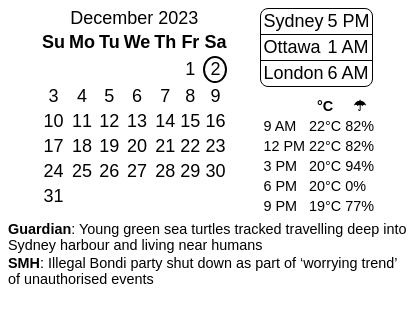 December 2023
Su Mo Tu We Th Fr Sa
1 2
3 4 5 6 7 8 9
10 11 12 13 14 15 16
17 18 19 20 21 22 23
24 25 26 27 28 29 30
31
Sydney 5 PM
Ottawa 1 AM
London 6 AM
°C ☂
9 AM 22°C 82%
12 PM 22°C 82%
3 PM 20°C 94%
6 PM 20°C 0%
9 PM 19°C 77%
Guardian: Young green sea turtles tracked travelling deep into
Sydney harbour and living near humans
SMH: Illegal Bondi party shut down as part of ‘worrying trend’
of unauthorised events